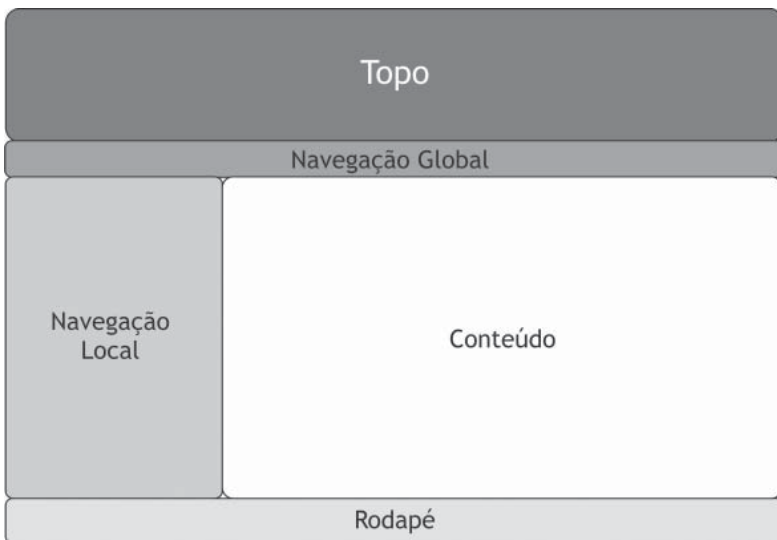 Topo
Navegação Global
Navegação
Local
Conteúdo
Rodapé